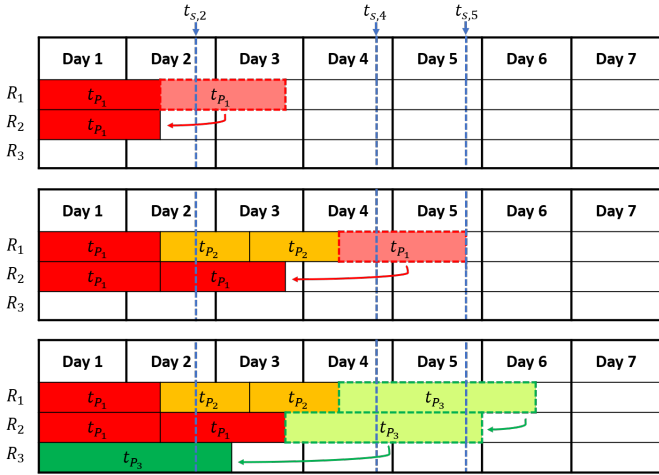 t_{s,2} t_{s,4} t_{s,5}
Day 1 Day 2 Day 3 Day 4 Day 5 Day 6 Day 7
R_1 t_{P_1} t_{P_1}
R_2 t_{P_1}
R_3
Day 1 Day 2 Day 3 Day 4 Day 5 Day 6 Day 7
R_1 t_{P_1} t_{P_2} t_{P_2} t_{P_1}
R_2 t_{P_1} t_{P_1}
R_3
Day 1 Day 2 Day 3 Day 4 Day 5 Day 6 Day 7
R_1 t_{P_1} t_{P_2} t_{P_2} t_{P_3}
R_2 t_{P_1} t_{P_1} t_{P_3}
R_3 t_{P_3}